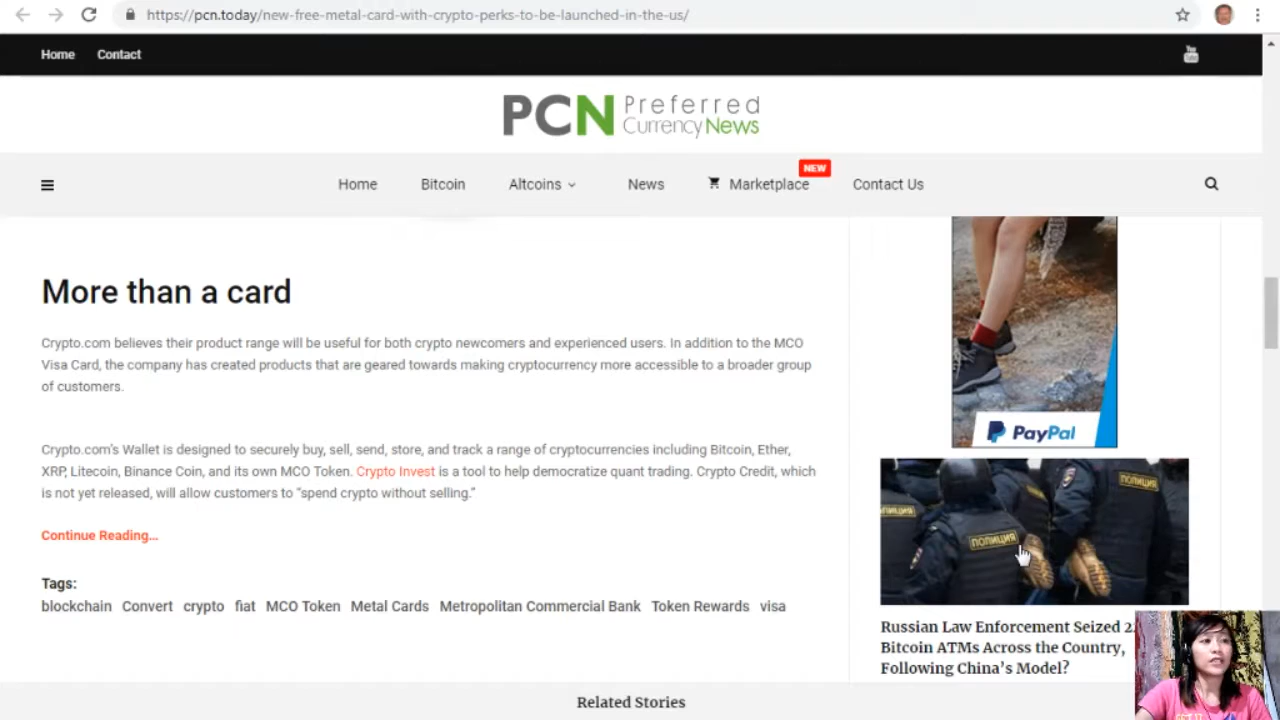 https://pcn.today/new-free-metal-card-with-crypto-perks-to-be-launched-in-the-us/
Home Contact
You Tube
PCN Preferred Currency News
NEW
Home Bitcoin Altcoins News Marketplace Contact Us
More than a card
Crypto.com believes their product range will be useful for both crypto newcomers and experienced users. In addition to the MCO
Visa Card, the company has created products that are geared towards making cryptocurrency more accessible to a broader group
of customers.
Crypto.com's Wallet is designed to securely buy, sell, send, store, and track a range of cryptocurrencies including Bitcoin, Ether,
XRP, Litecoin, Binance Coin, and its own MCO Token. Crypto Invest is a tool to help democratize quant trading. Crypto Credit, which
is not yet released, will allow customers to “spend crypto without selling.”
Continue Reading...
Tags:
blockchain Convert crypto fiat MCO Token Metal Cards Metropolitan Commercial Bank Token Rewards visa
PayPal
ПОЛИЦИЯ
ПОЛИЦИЯ
ПОЛИЦИЯ
Russian Law Enforcement Seized 2
Bitcoin ATMs Across the Country,
Following China's Model?
Related Stories